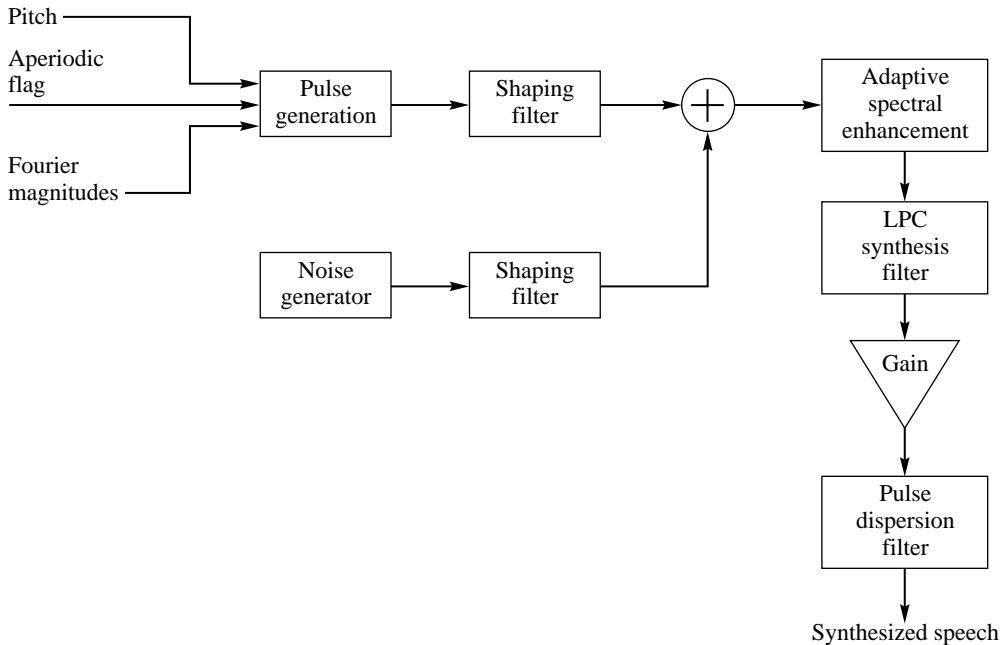 Pitch
Aperiodic
flag
Fourier
magnitudes
Pulse
generation
Shaping
filter
Adaptive
spectral
enhancement
Noise
generator
Shaping
filter
LPC
synthesis
filter
Gain
Pulse
dispersion
filter
Synthesized speech